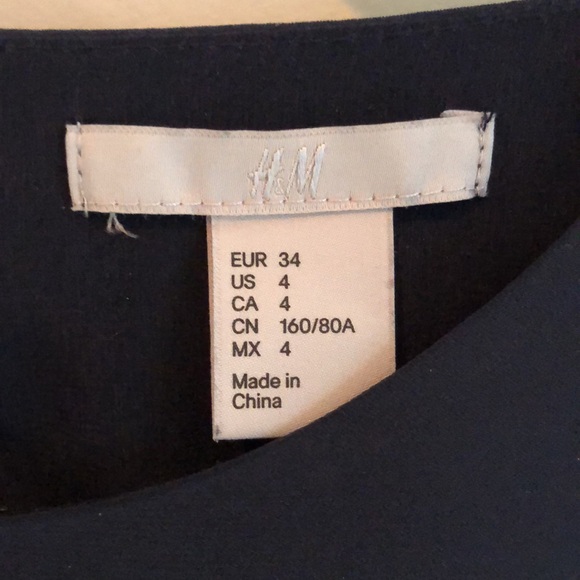 H&M
EUR 34
US 4
CA 4
CN 160/80A
MX 4
Made in
China